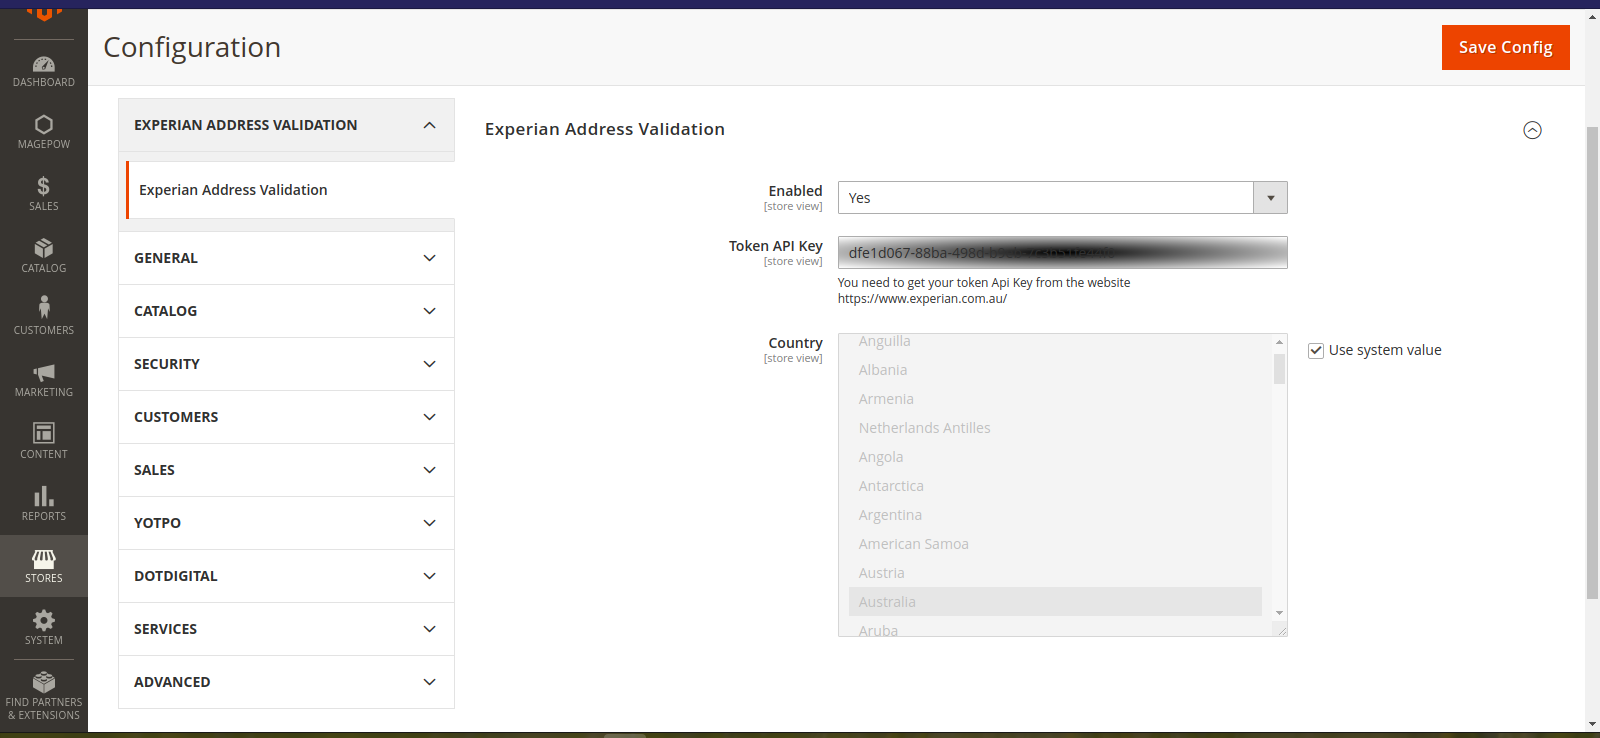 Configuration
Save Config
DASHBOARD
MAGEPOW
SALES
CATALOG
CUSTOMERS
MARKETING
CONTENT
REPORTS
STORES
SYSTEM
FIND PARTNERS
& EXTENSIONS
EXPERIAN ADDRESS VALIDATION
Experian Address Validation
GENERAL
CATALOG
SECURITY
CUSTOMERS
SALES
YOTPO
DOTDIGITAL
SERVICES
ADVANCED
Experian Address Validation
Enabled
[store view]
Yes
Token API Key
[store view]
You need to get your token Api Key from the website
https://www.experian.com.au/
Country
[store view]
Anguilla
Albania
Armenia
Netherlands Antilles
Angola
Antarctica
Argentina
American Samoa
Austria
Australia
Aruba
Use system value